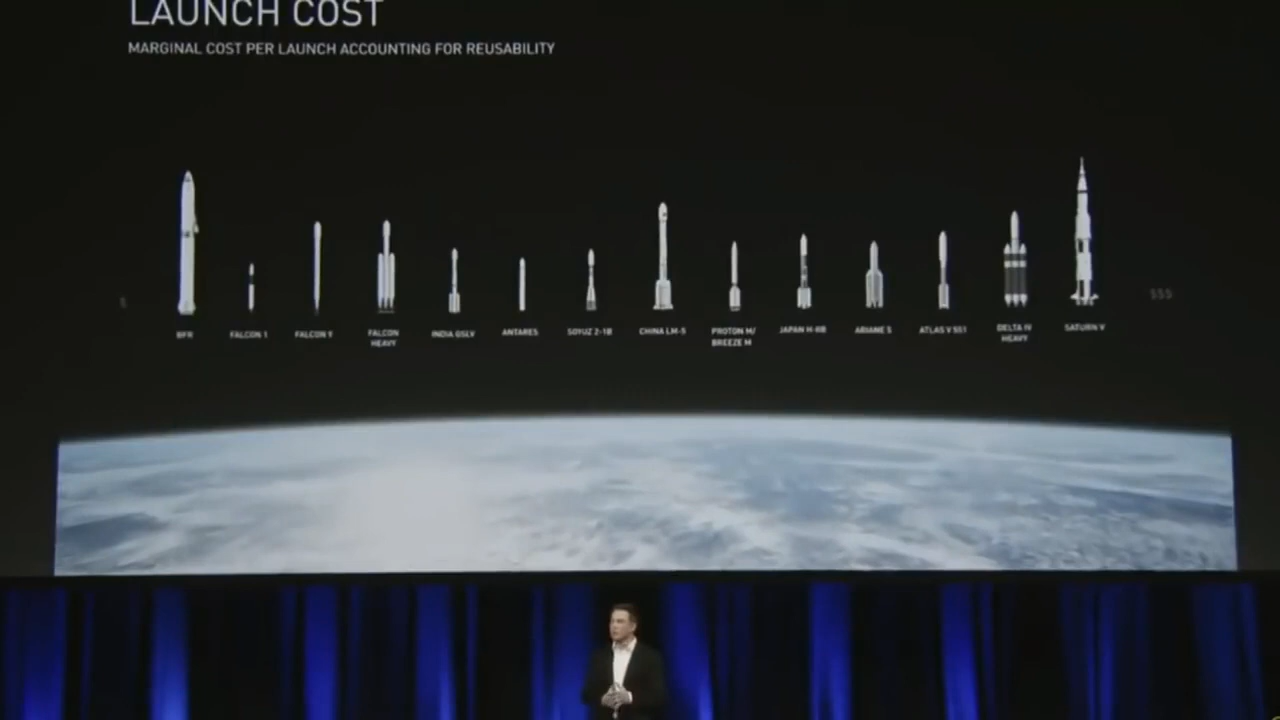 LAUNCH COST
MARGINAL COST PER LAUNCH ACCOUNTING FOR REUSABILITY
$
$$$
BFR
FALCON 1
FALCON 9
FALCON HEAVY
INDIA GSLV
ANTARES
SOYUZ 2-1B
CHINA LM-5
PROTON M/
BREEZE M
JAPAN H-IIB
ARIANE 5
ATLAS V 551
DELTA IV
HEAVY
SATURN V